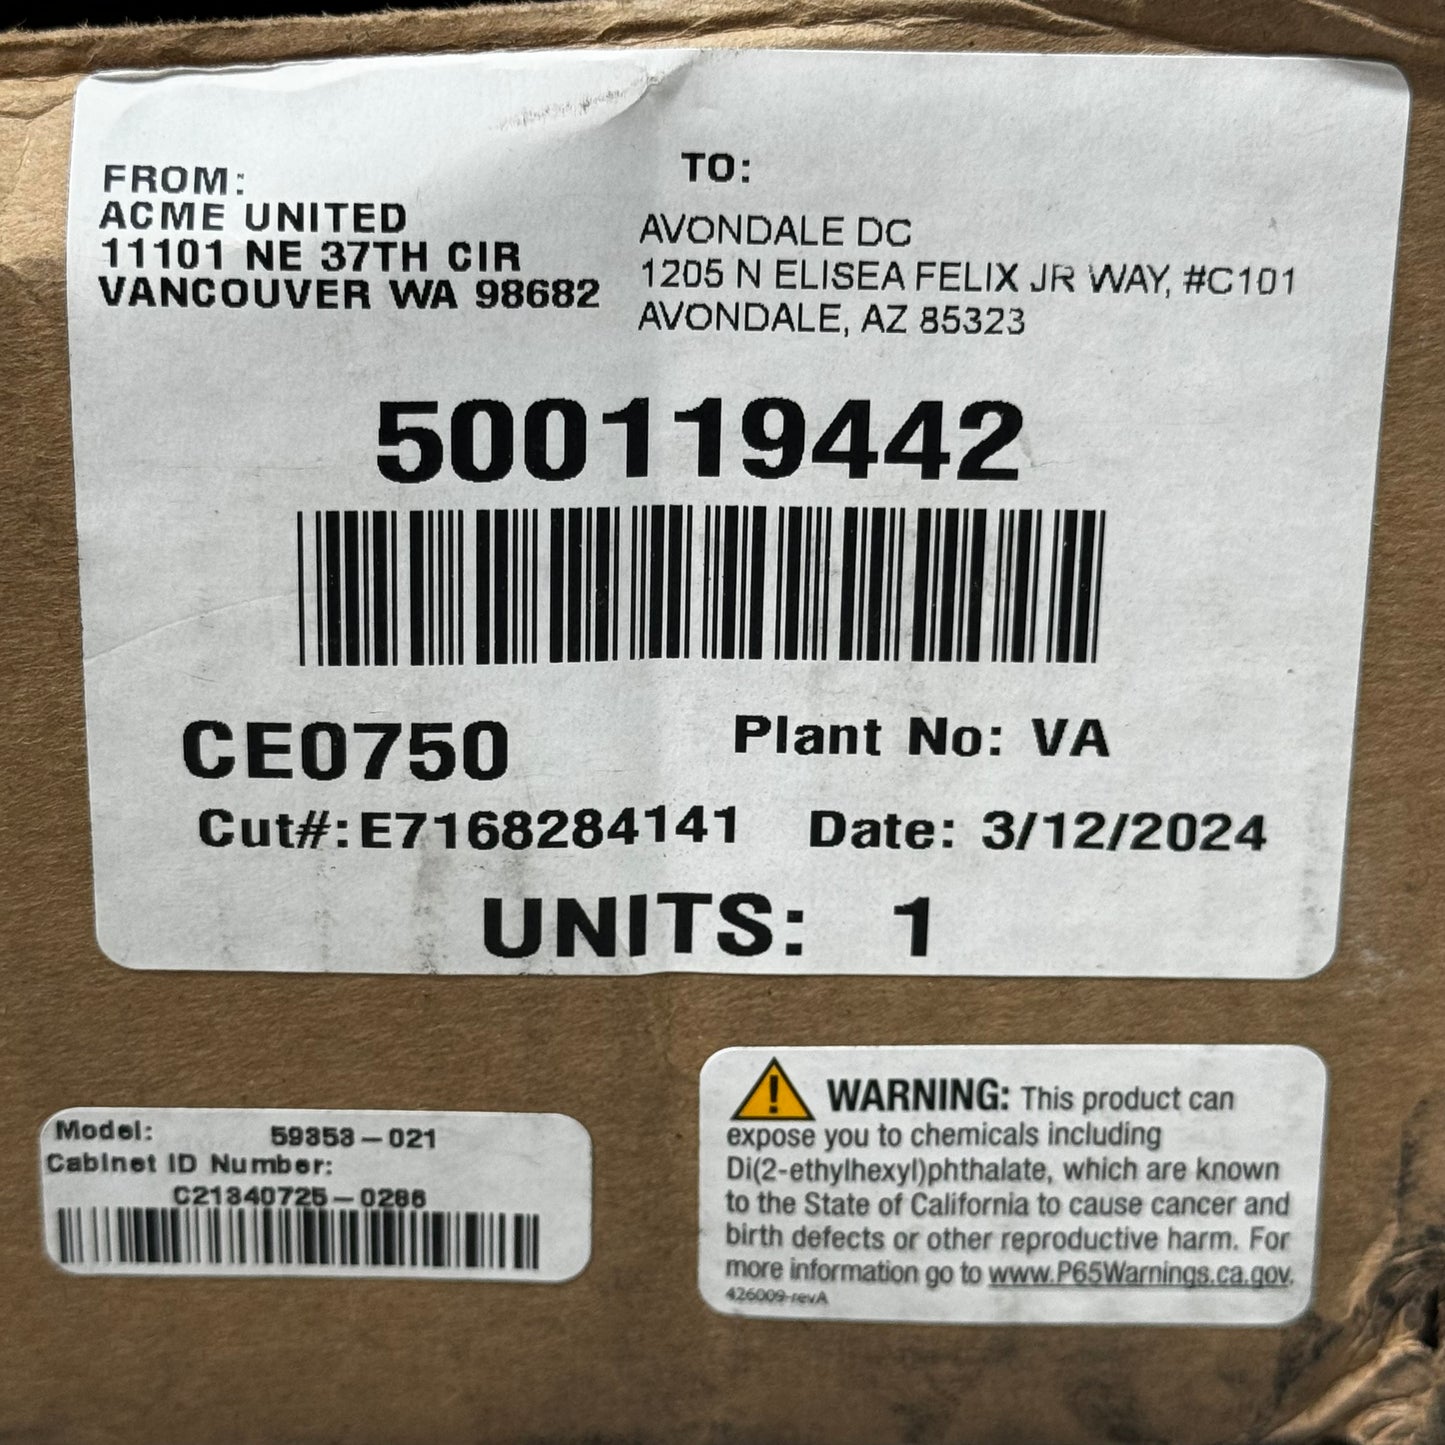 FROM:
ACME UNITED
11101 NE 37TH CIR
VANCOUVER WA 98682
TO:
AVONDALE DC
1205 N ELISEA FELIX JR WAY, #C101
AVONDALE, AZ 85323
500119442
CE0750
Plant No: VA
Cut#: E7168284141
Date: 3/12/2024
UNITS: 1
Model: 59353-021
Cabinet ID Number:
C21340725-0286
WARNING: This product can
expose you to chemicals including
Di(2-ethylhexyl)phthalate, which are known
to the State of California to cause cancer and
birth defects or other reproductive harm. For
more information go to www.P65Warnings.ca.gov.
426009-revA